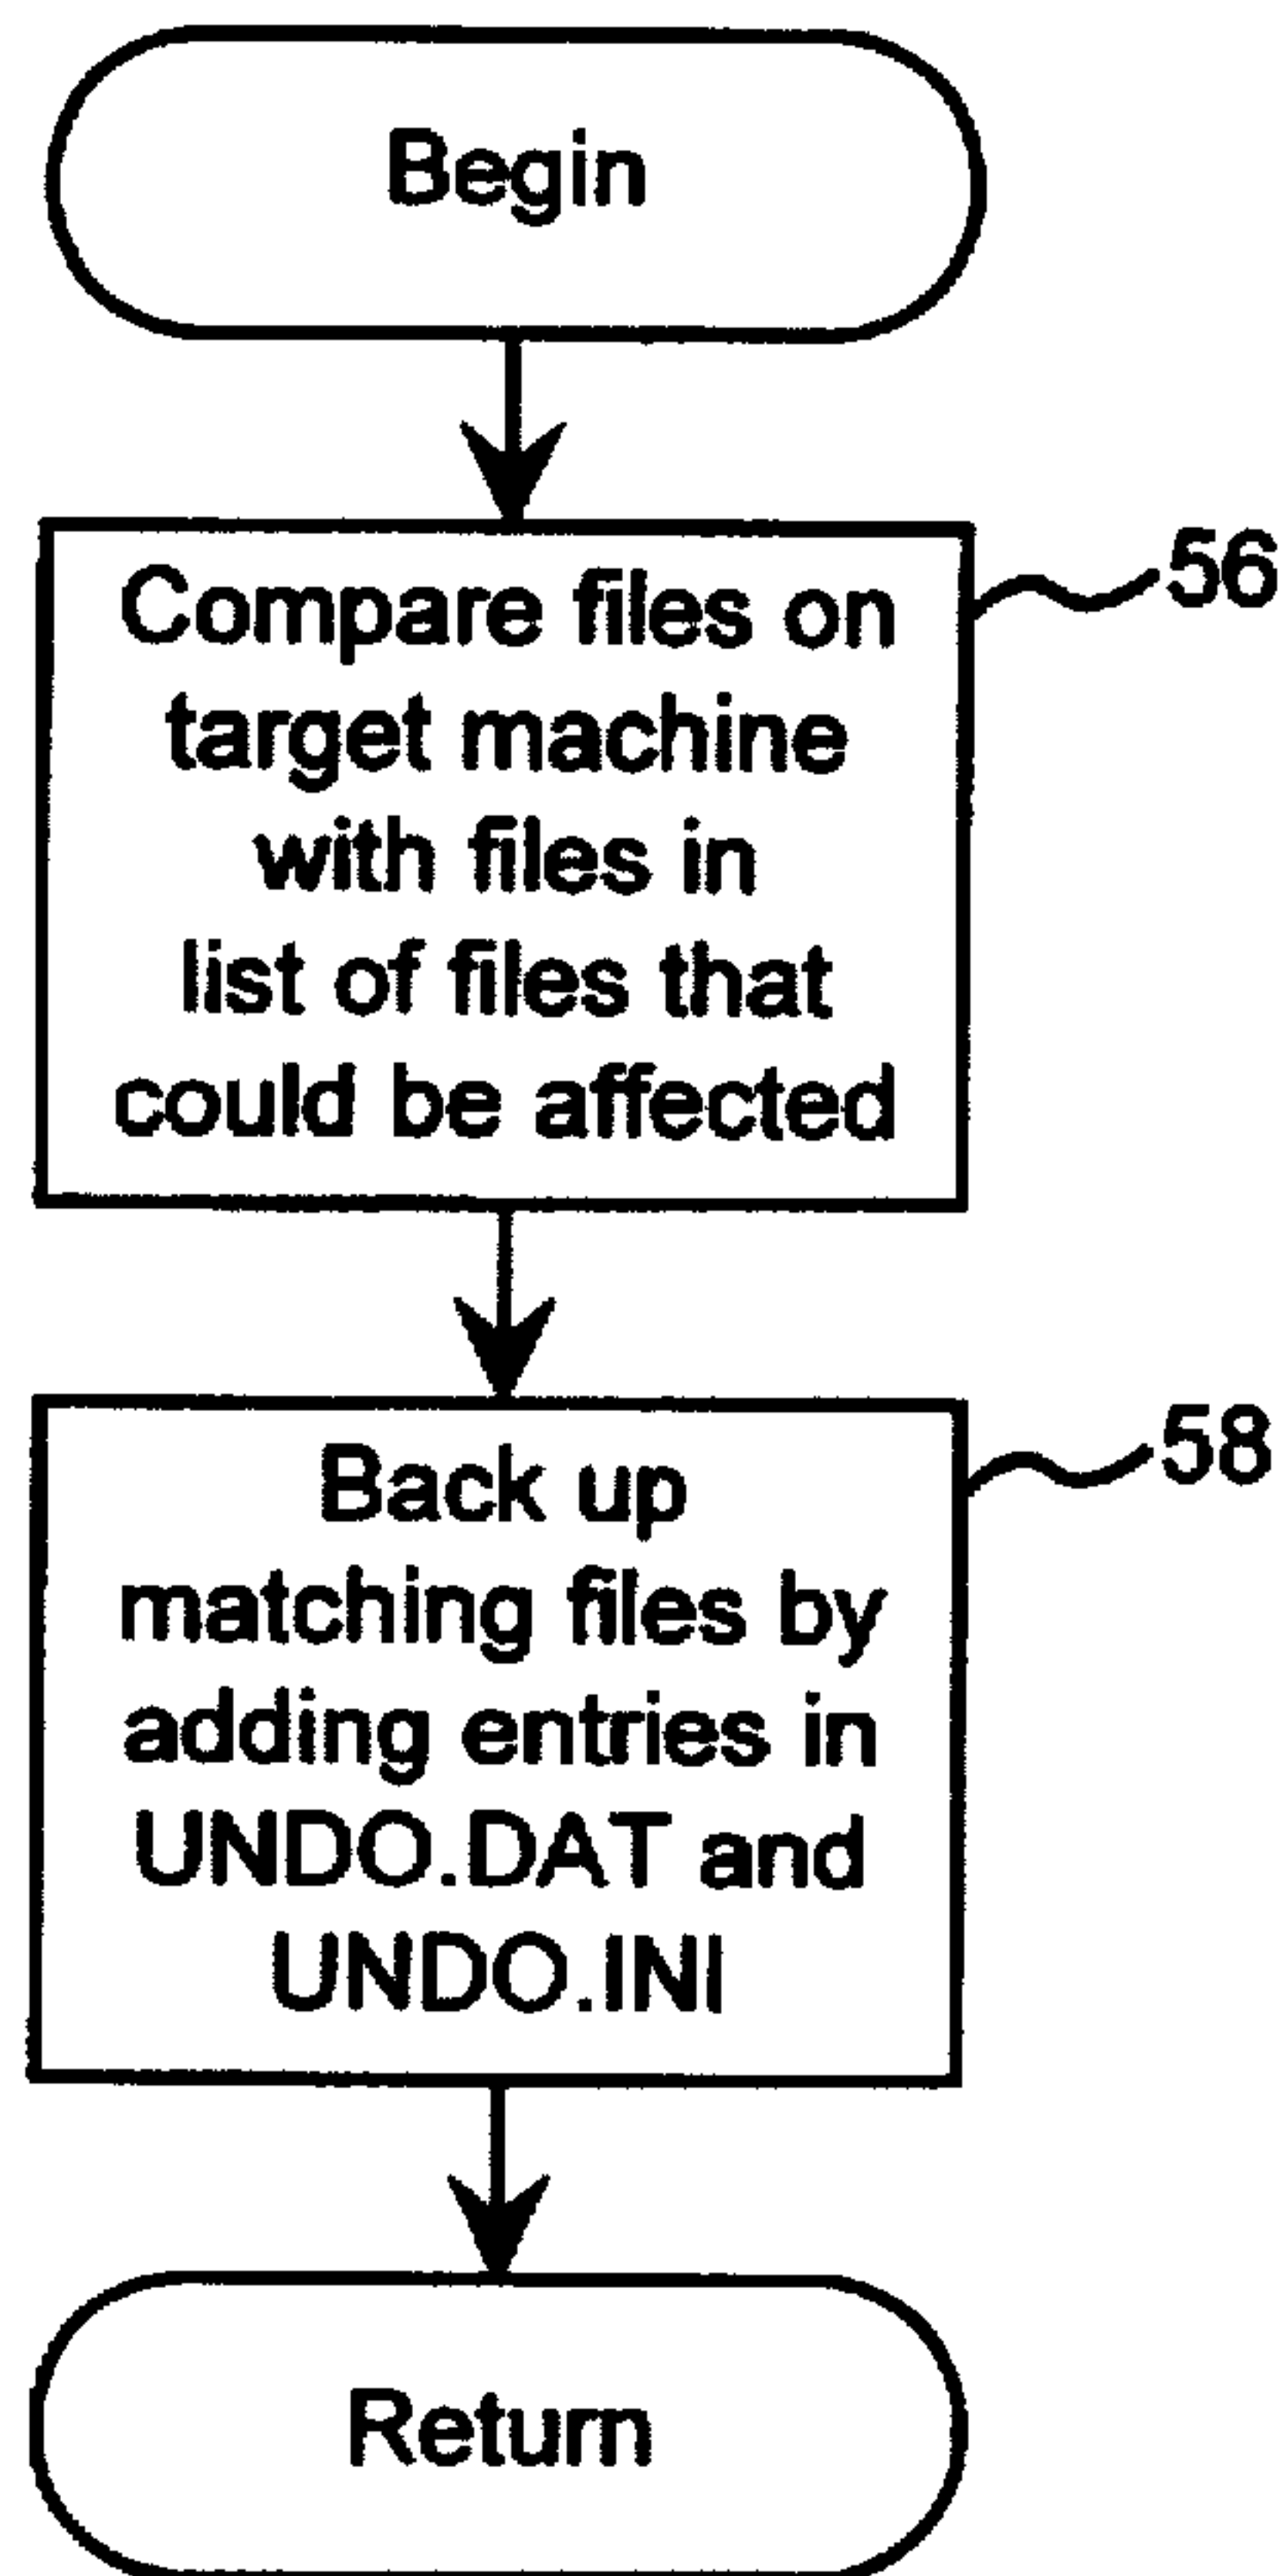 Begin
Compare files on
target machine
with files in
list of files that
could be affected
56
Back up
matching files by
adding entries in
UNDO.DAT and
UNDO.INI
58
Return